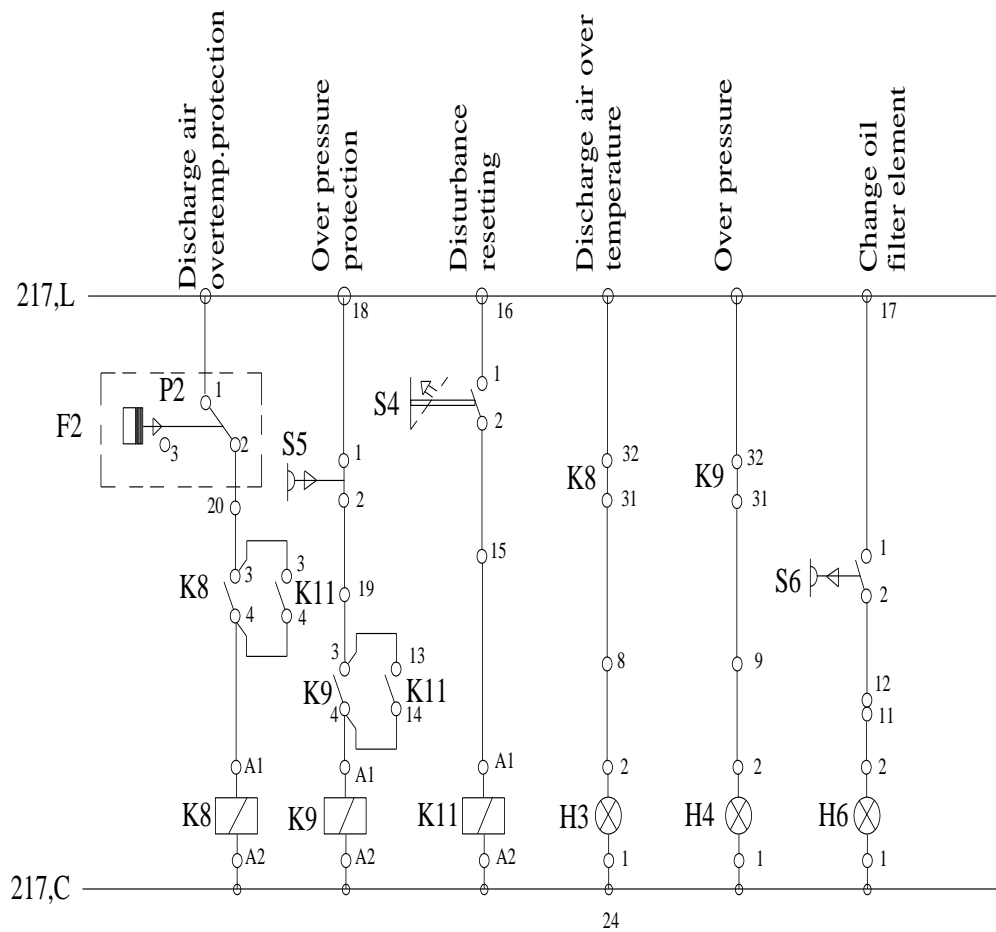 Discharge air
overtemp.protection
Over pressure
protection
Disturbance
resetting
Discharge air over
temperature
Over pressure
Change oil
filter element
217,L
18
16
17
P2
1
F2
3
2
20
S5
1
2
S4
1
2
K8
32
31
K9
32
31
15
S6
1
2
K8
3
4
3
K11
4
19
3
K9
4
13
K11
14
8
9
12
11
A1
K8
A2
A1
K9
A2
A1
K11
A2
2
H3
1
2
H4
1
2
H6
1
217,C
24